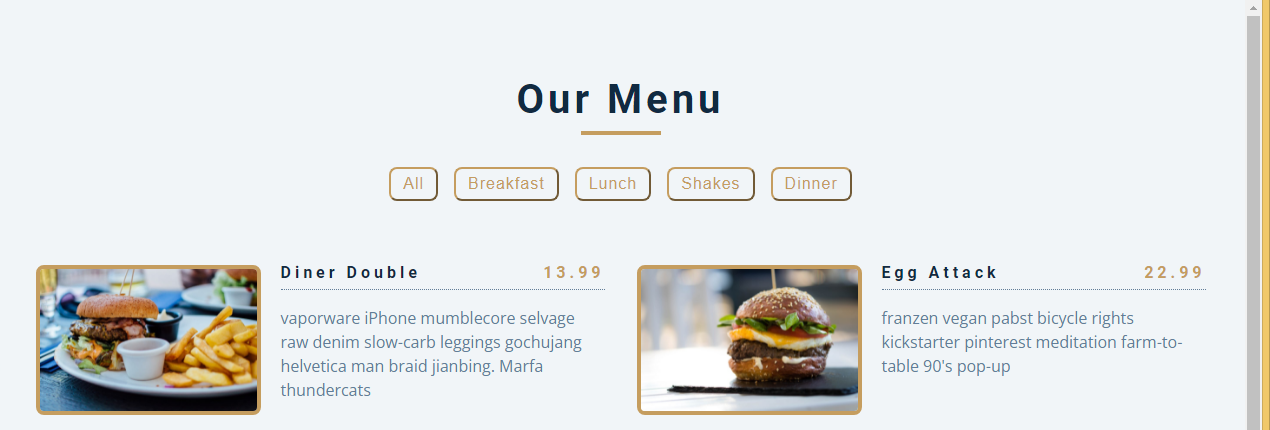 Our Menu
All Breakfast Lunch Shakes Dinner
Diner Double 13.99
vaporware iPhone mumblecore selvage
raw denim slow-carb leggings gochujang
helvetica man braid jianbing. Marfa
thundercats
Egg Attack 22.99
franzen vegan pabst bicycle rights
kickstarter pinterest meditation farm-to-
table 90's pop-up